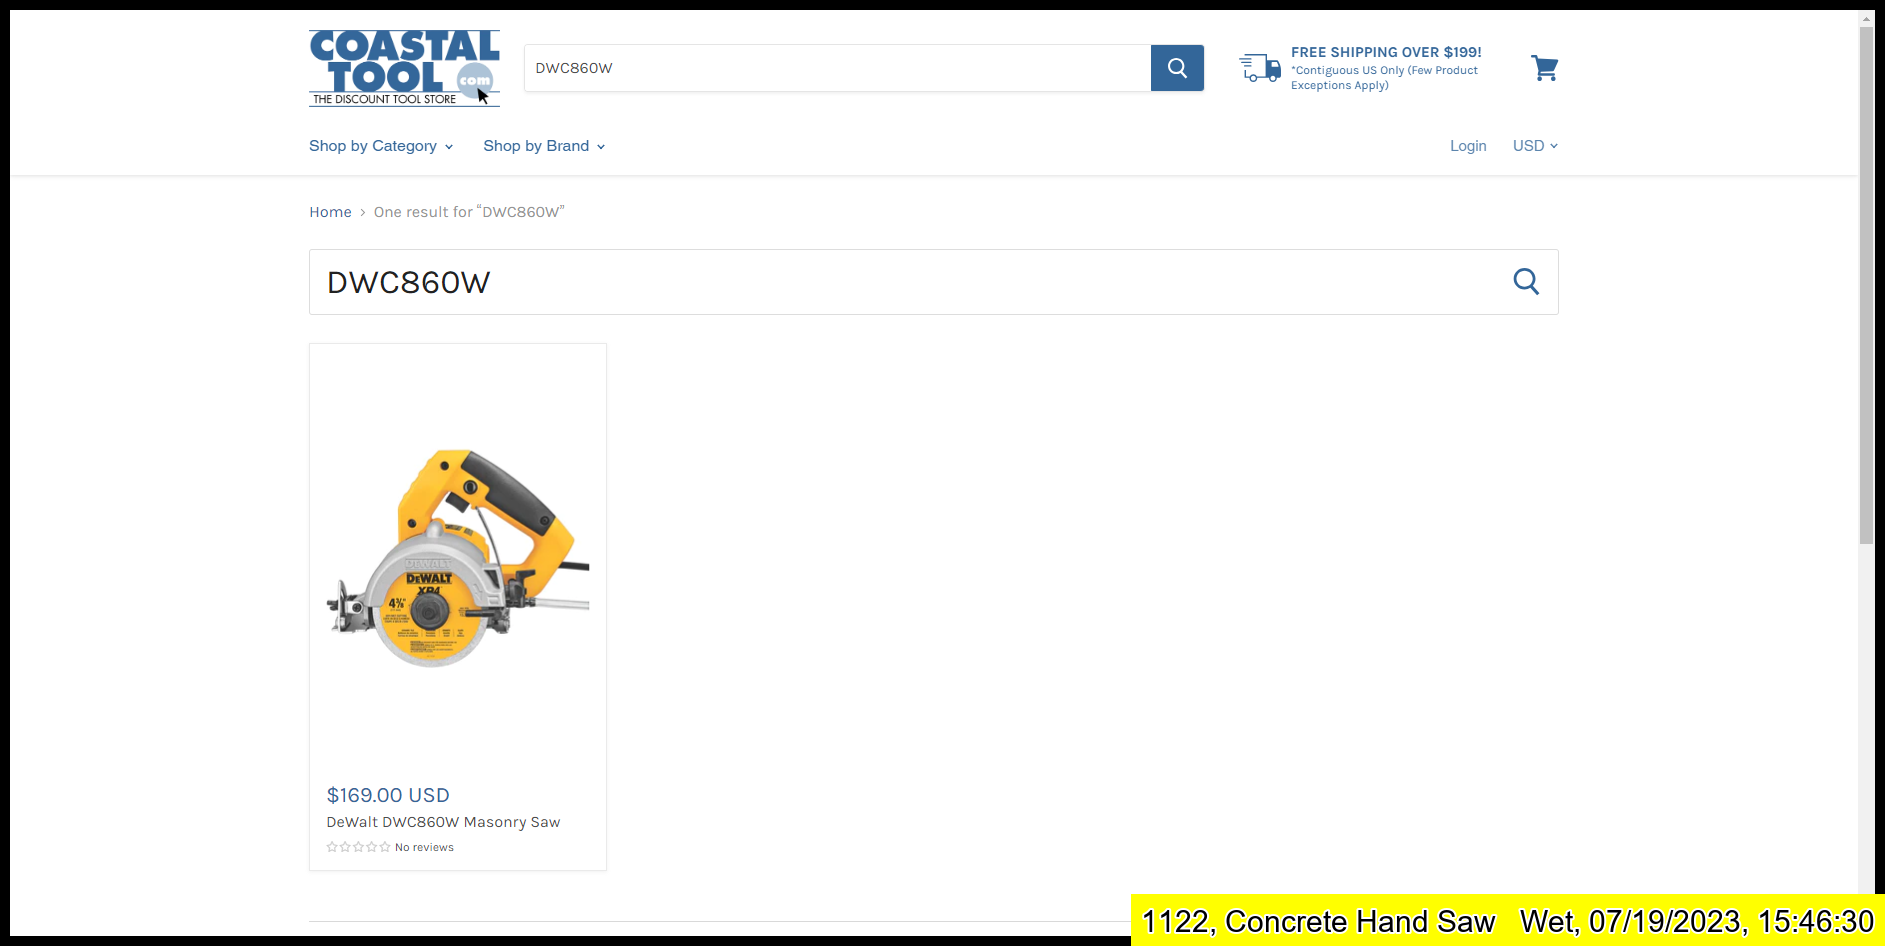 COASTAL
TOOL
com
THE DISCOUNT TOOL STORE
DWC860W
FREE SHIPPING OVER $199!
*Contiguous US Only (Few Product
Exceptions Apply)
Shop by Category
Shop by Brand
Login
USD
Home > One result for “DWC860W”
DWC860W
DEWALT
DEWALT
XP4
4⅜"
$169.00 USD
DeWalt DWC860W Masonry Saw
No reviews
1122, Concrete Hand Saw Wet, 07/19/2023, 15:46:30